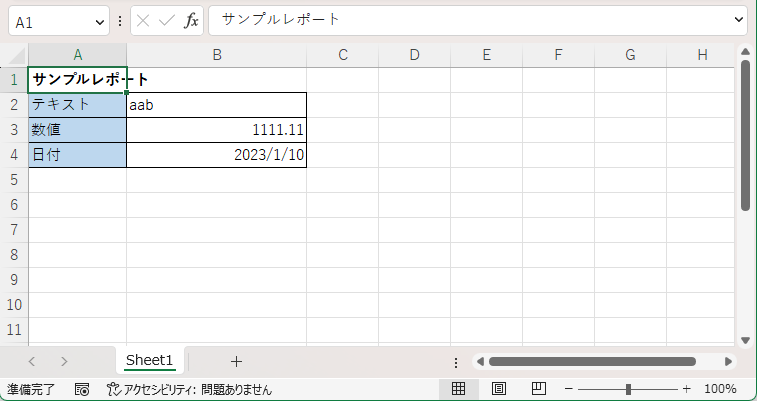 A1 fx サンプルレポート
A B C D E F G H
1 サンプルレポート
2 テキスト aab
3 数値 1111.11
4 日付 2023/1/10
5
6
7
8
9
10
11
Sheet1
準備完了 アクセシビリティ: 問題ありません 100%